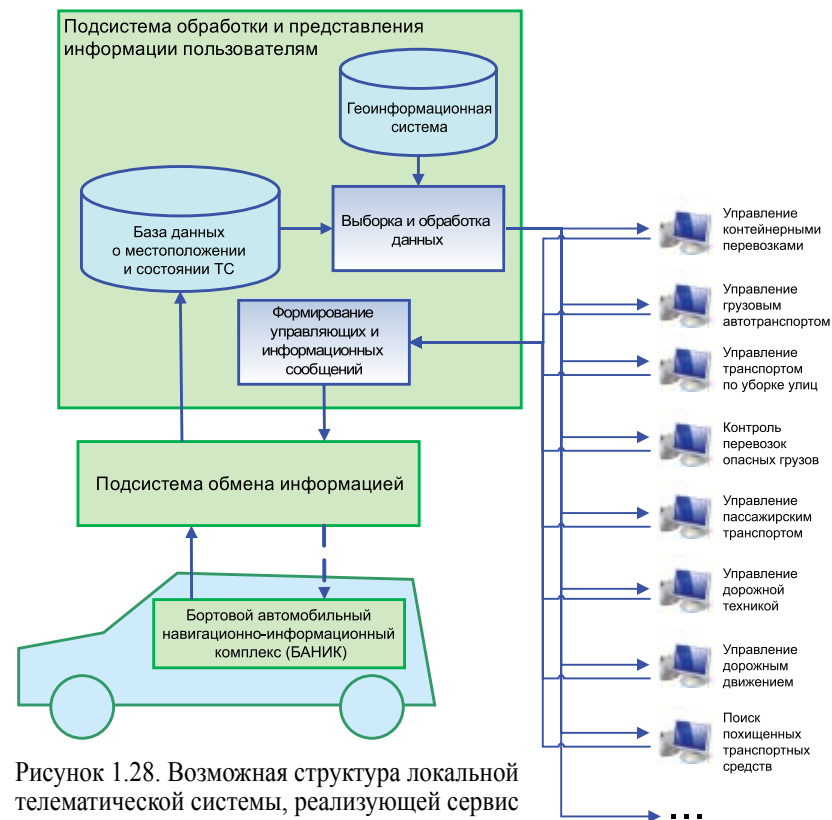 Подсистема обработки и представления
информации пользователям
Геоинформационная
система
База данных
о местоположении
и состоянии ТС
Выборка и обработка
данных
Формирование
управляющих и
информационных
сообщений
Подсистема обмена информацией
Бортовой автомобильный
навигационно-информационный
комплекс (БАНИК)
Управление
контейнерными
перевозками
Управление
грузовым
автотранспортом
Управление
транспортом
по уборке улиц
Контроль
перевозок
опасных грузов
Управление
пассажирским
транспортом
Управление
дорожной
техникой
Управление
дорожным
движением
Поиск
похищенных
транспортных
средств
...
Рисунок 1.28. Возможная структура локальной
телематической системы, реализующей сервис